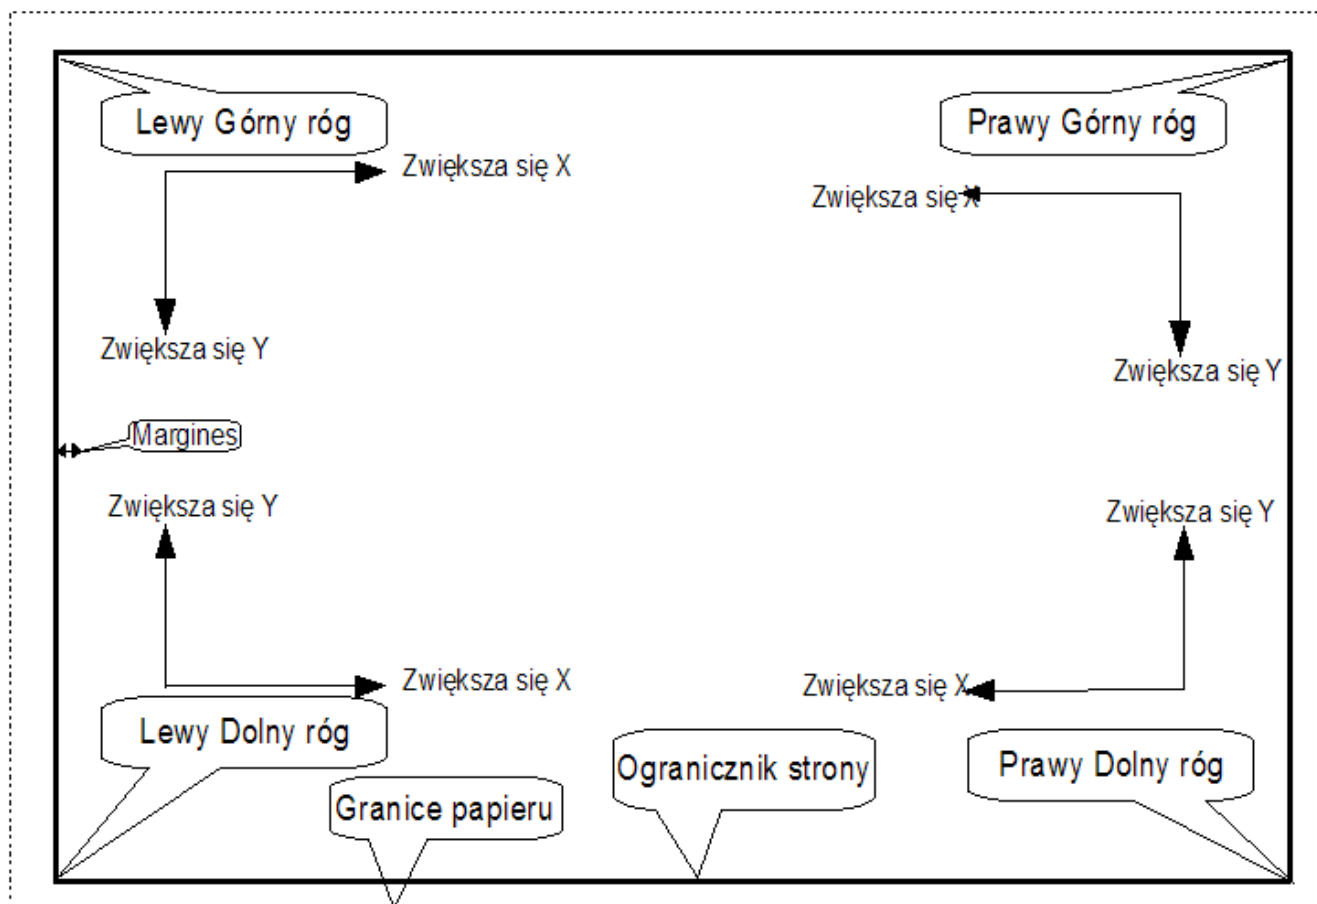 Lewy Górny róg
Prawy Górny róg
Zwiększa się X
Zwiększa się X
Zwiększa się Y
Zwiększa się Y
Margines
Zwiększa się Y
Zwiększa się Y
Zwiększa się X
Zwiększa się X
Lewy Dolny róg
Ogranicznik strony
Prawy Dolny róg
Granice papieru